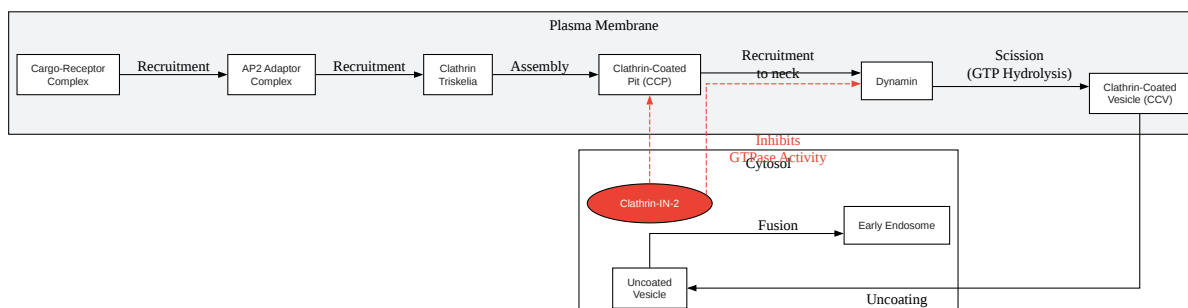 Plasma Membrane
Cargo-Receptor
Complex
Recruitment
AP2 Adaptor
Complex
Recruitment
Clathrin
Triskelia
Assembly
Clathrin-Coated
Pit (CCP)
Recruitment
to neck
Dynamin
Scission
(GTP Hydrolysis)
Clathrin-Coated
Vesicle (CCV)
Inhibits
GTPase Activity
Cytosol
Clathrin-IN-2
Fusion
Early Endosome
Uncoated
Vesicle
Uncoating